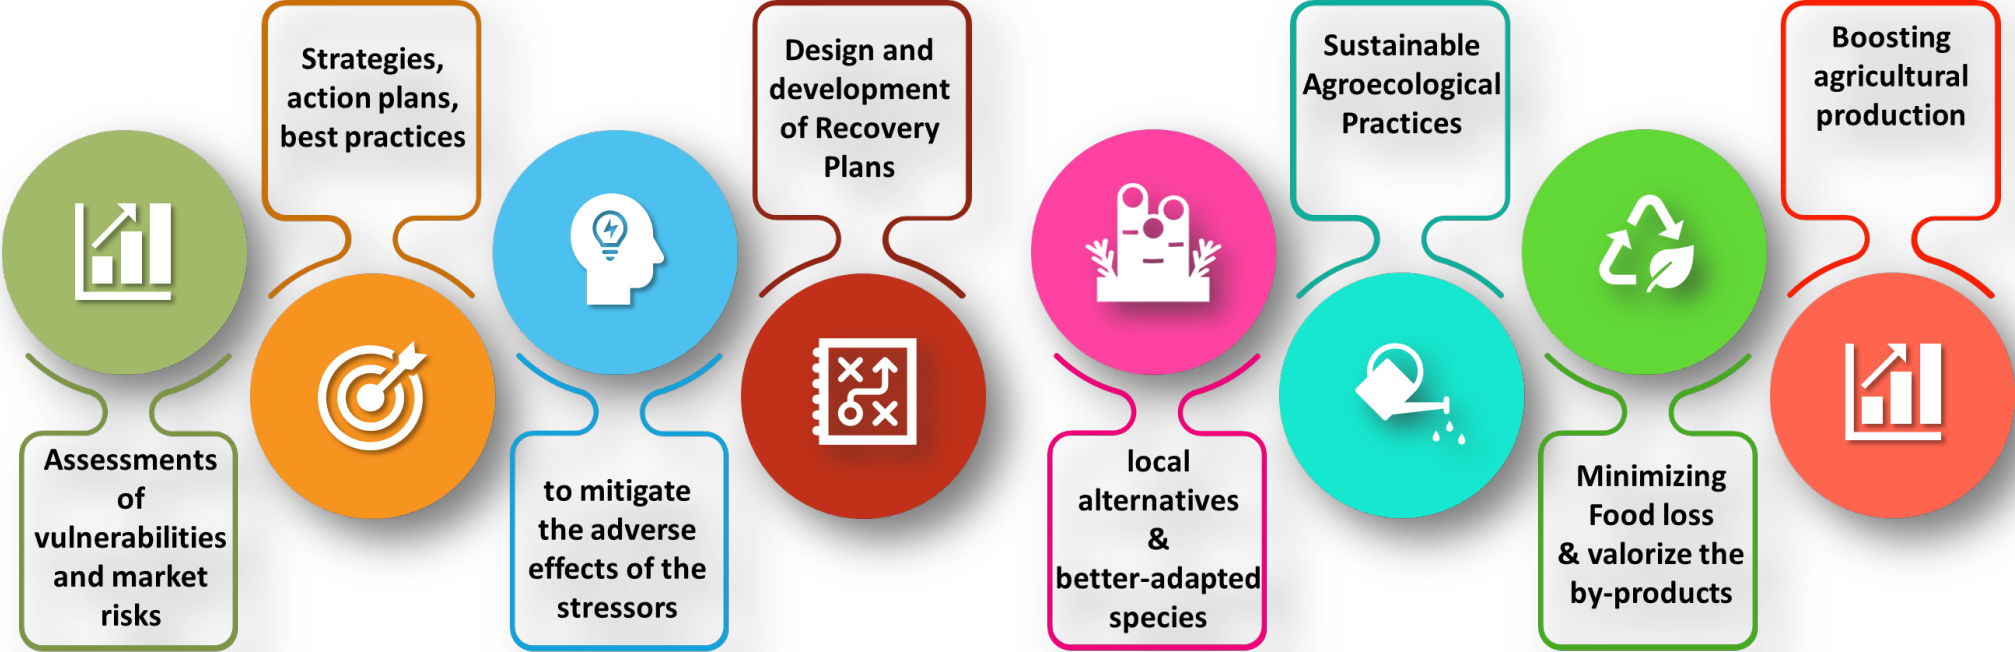 Assessments
of
vulnerabilities
and market
risks
Strategies,
action plans,
best practices
to mitigate
the adverse
effects of the
stressors
Design and
development
of Recovery
Plans
local
alternatives
&
better-adapted
species
Sustainable
Agroecological
Practices
Minimizing
Food loss
& valorize the
by-products
Boosting
agricultural
production